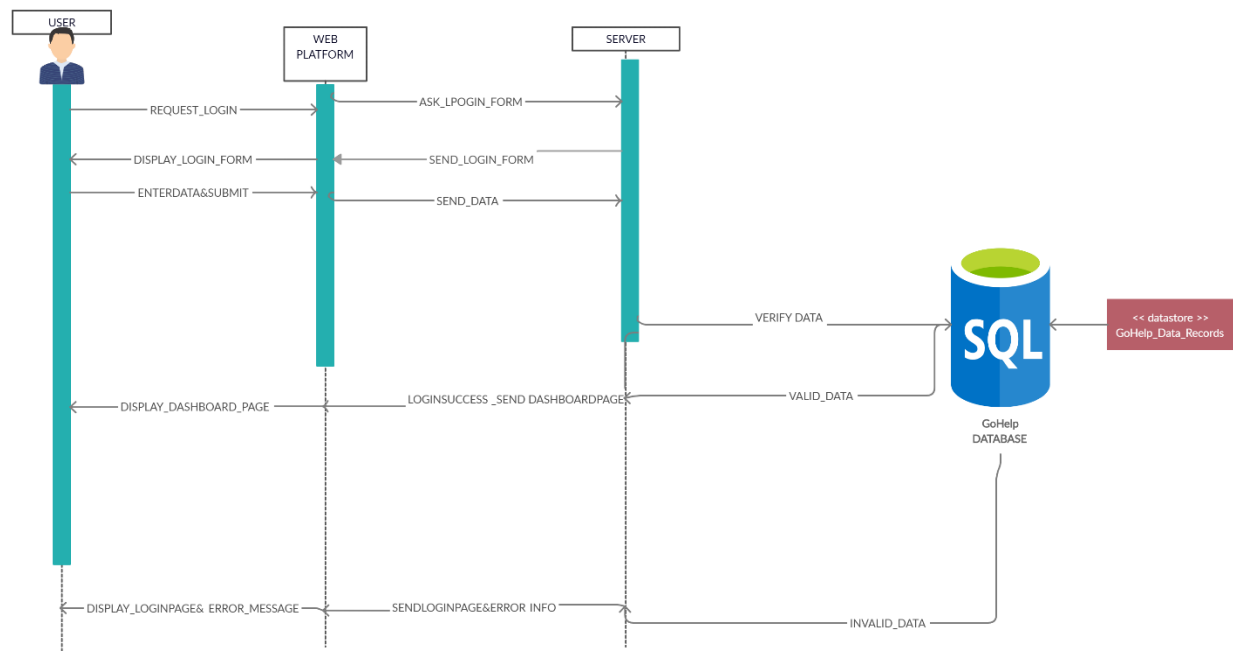 USER
WEB
PLATFORM
SERVER
REQUEST_LOGIN
ASK_LPOGIN_FORM
DISPLAY_LOGIN_FORM
SEND_LOGIN_FORM
ENTERDATA&SUBMIT
SEND_DATA
VERIFY DATA
SQL
<< datastore >>
GoHelp_Data_Records
DISPLAY_DASHBOARD_PAGE
LOGINSUCCESS _SEND DASHBOARDPAGE
VALID_DATA
GoHelp
DATABASE
DISPLAY_LOGINPAGE& ERROR_MESSAGE
SENDLOGINPAGE&ERROR INFO
INVALID_DATA